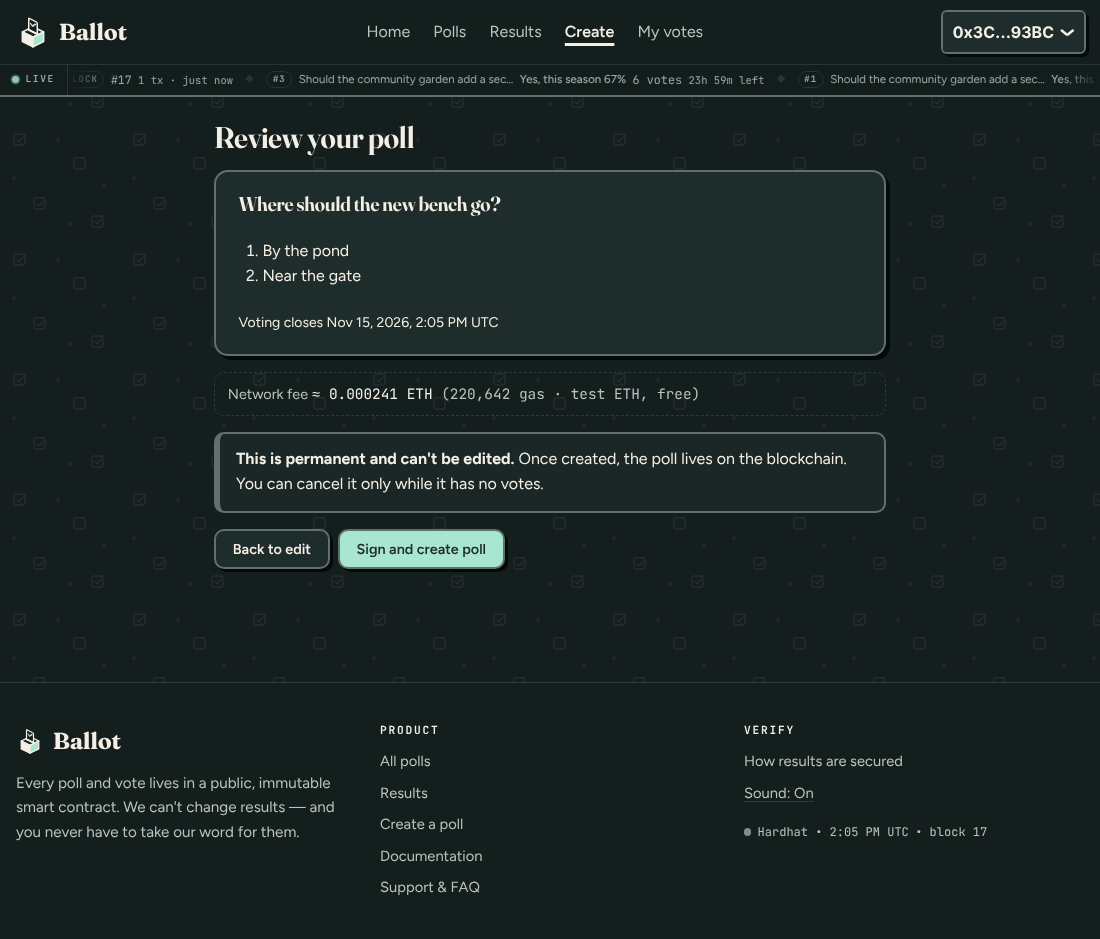 Ballot
Home Polls Results Create My votes
0x3C...93BC
LIVE
#17 1 tx · just now
#3 Should the community garden add a sec... Yes, this season 67% 6 votes 23h 59m left
#1 Should the community garden add a sec... Yes, this
Review your poll
Where should the new bench go?
1. By the pond
2. Near the gate
Voting closes Nov 15, 2026, 2:05 PM UTC
Network fee ≈ 0.000241 ETH (220,642 gas · test ETH, free)
This is permanent and can't be edited. Once created, the poll lives on the blockchain.
You can cancel it only while it has no votes.
Back to edit
Sign and create poll
Ballot
Every poll and vote lives in a public, immutable
smart contract. We can't change results — and
you never have to take our word for them.
PRODUCT
All polls
Results
Create a poll
Documentation
Support & FAQ
VERIFY
How results are secured
Sound: On
Hardhat • 2:05 PM UTC • block 17